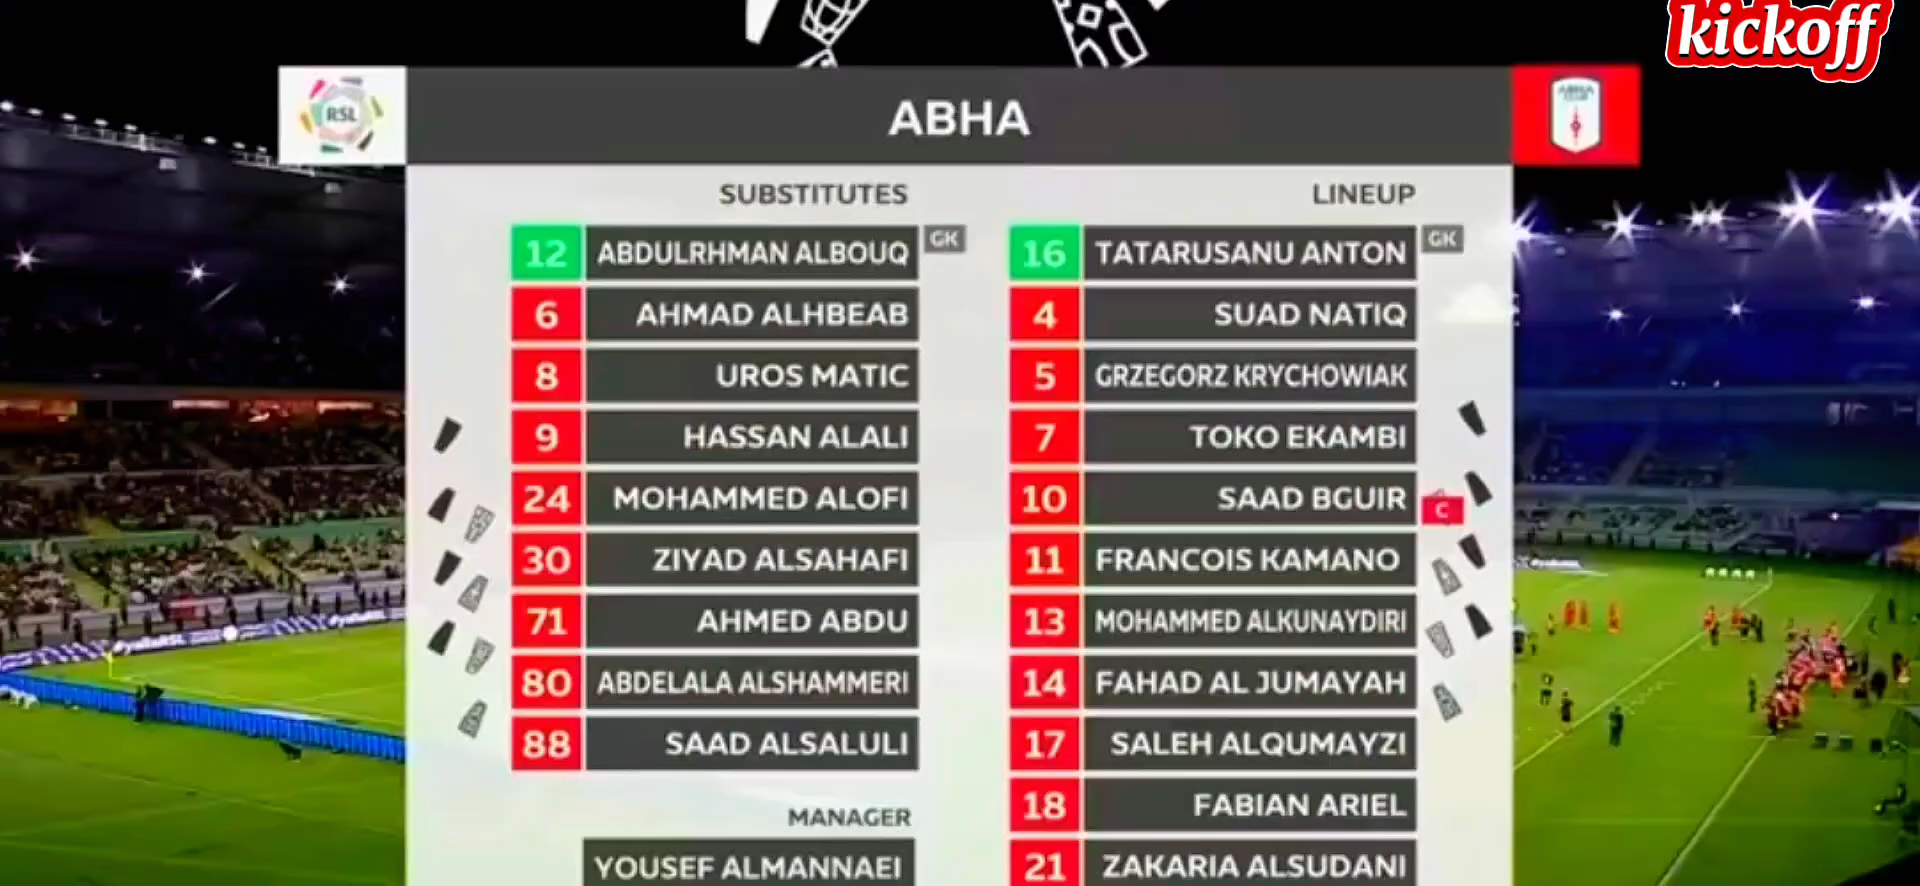 kickoff
RSL
ABHA
ABHA
CLUB
SUBSTITUTES
12 ABDULRHMAN ALBOUQ GK
6 AHMAD ALHBEAB
8 UROS MATIC
9 HASSAN ALALI
24 MOHAMMED ALOFI
30 ZIYAD ALSAHAFI
71 AHMED ABDU
80 ABDELALA ALSHAMMERI
88 SAAD ALSALULI
MANAGER
YOUSEF ALMANNAEI
LINEUP
16 TATARUSANU ANTON GK
4 SUAD NATIQ
5 GRZEGORZ KRYCHOWIAK
7 TOKO EKAMBI
10 SAAD BGUIR C
11 FRANCOIS KAMANO
13 MOHAMMED ALKUNAYDIRI
14 FAHAD AL JUMAYAH
17 SALEH ALQUMAYZI
18 FABIAN ARIEL
21 ZAKARIA ALSUDANI
#yallaRSL